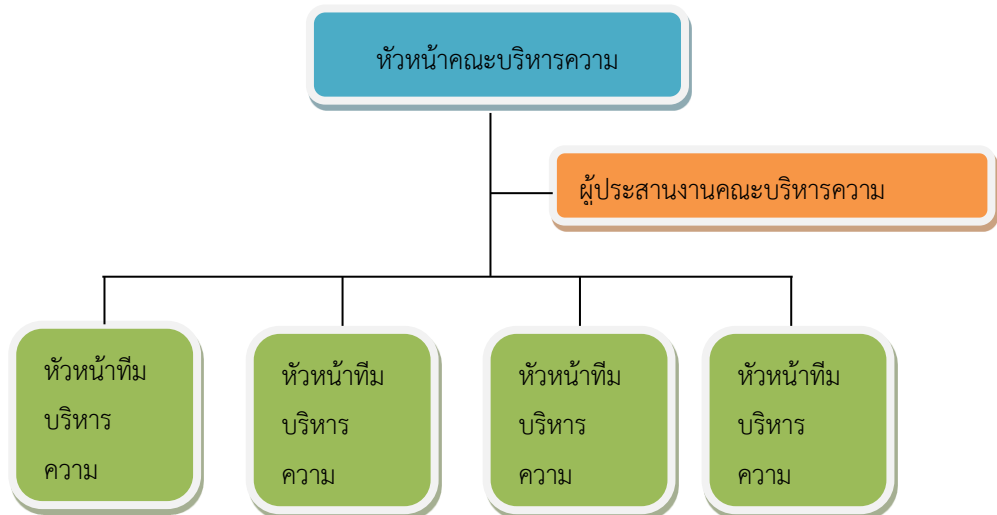 หัวหน้าคณะบริหารความ
ผู้ประสานงานคณะบริหารความ
หัวหน้าทีม
บริหาร
ความ
หัวหน้าทีม
บริหาร
ความ
หัวหน้าทีม
บริหาร
ความ
หัวหน้าทีม
บริหาร
ความ